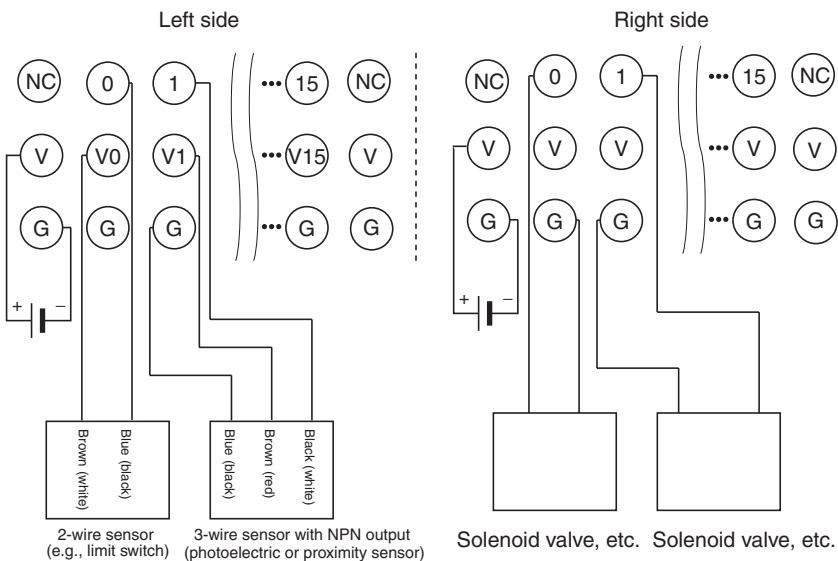 Left side
Right side
NC 0 1 ••• 15 NC
V V0 V1 ••• V15 V
G G G ••• G G
+ −
NC 0 1 ••• 15 NC
V V V ••• V V
G G G ••• G G
+ −
Brown (white)
Blue (black)
Blue (black)
Brown (red)
Black (white)
2-wire sensor
(e.g., limit switch)
3-wire sensor with NPN output
(photoelectric or proximity sensor)
Solenoid valve, etc.
Solenoid valve, etc.